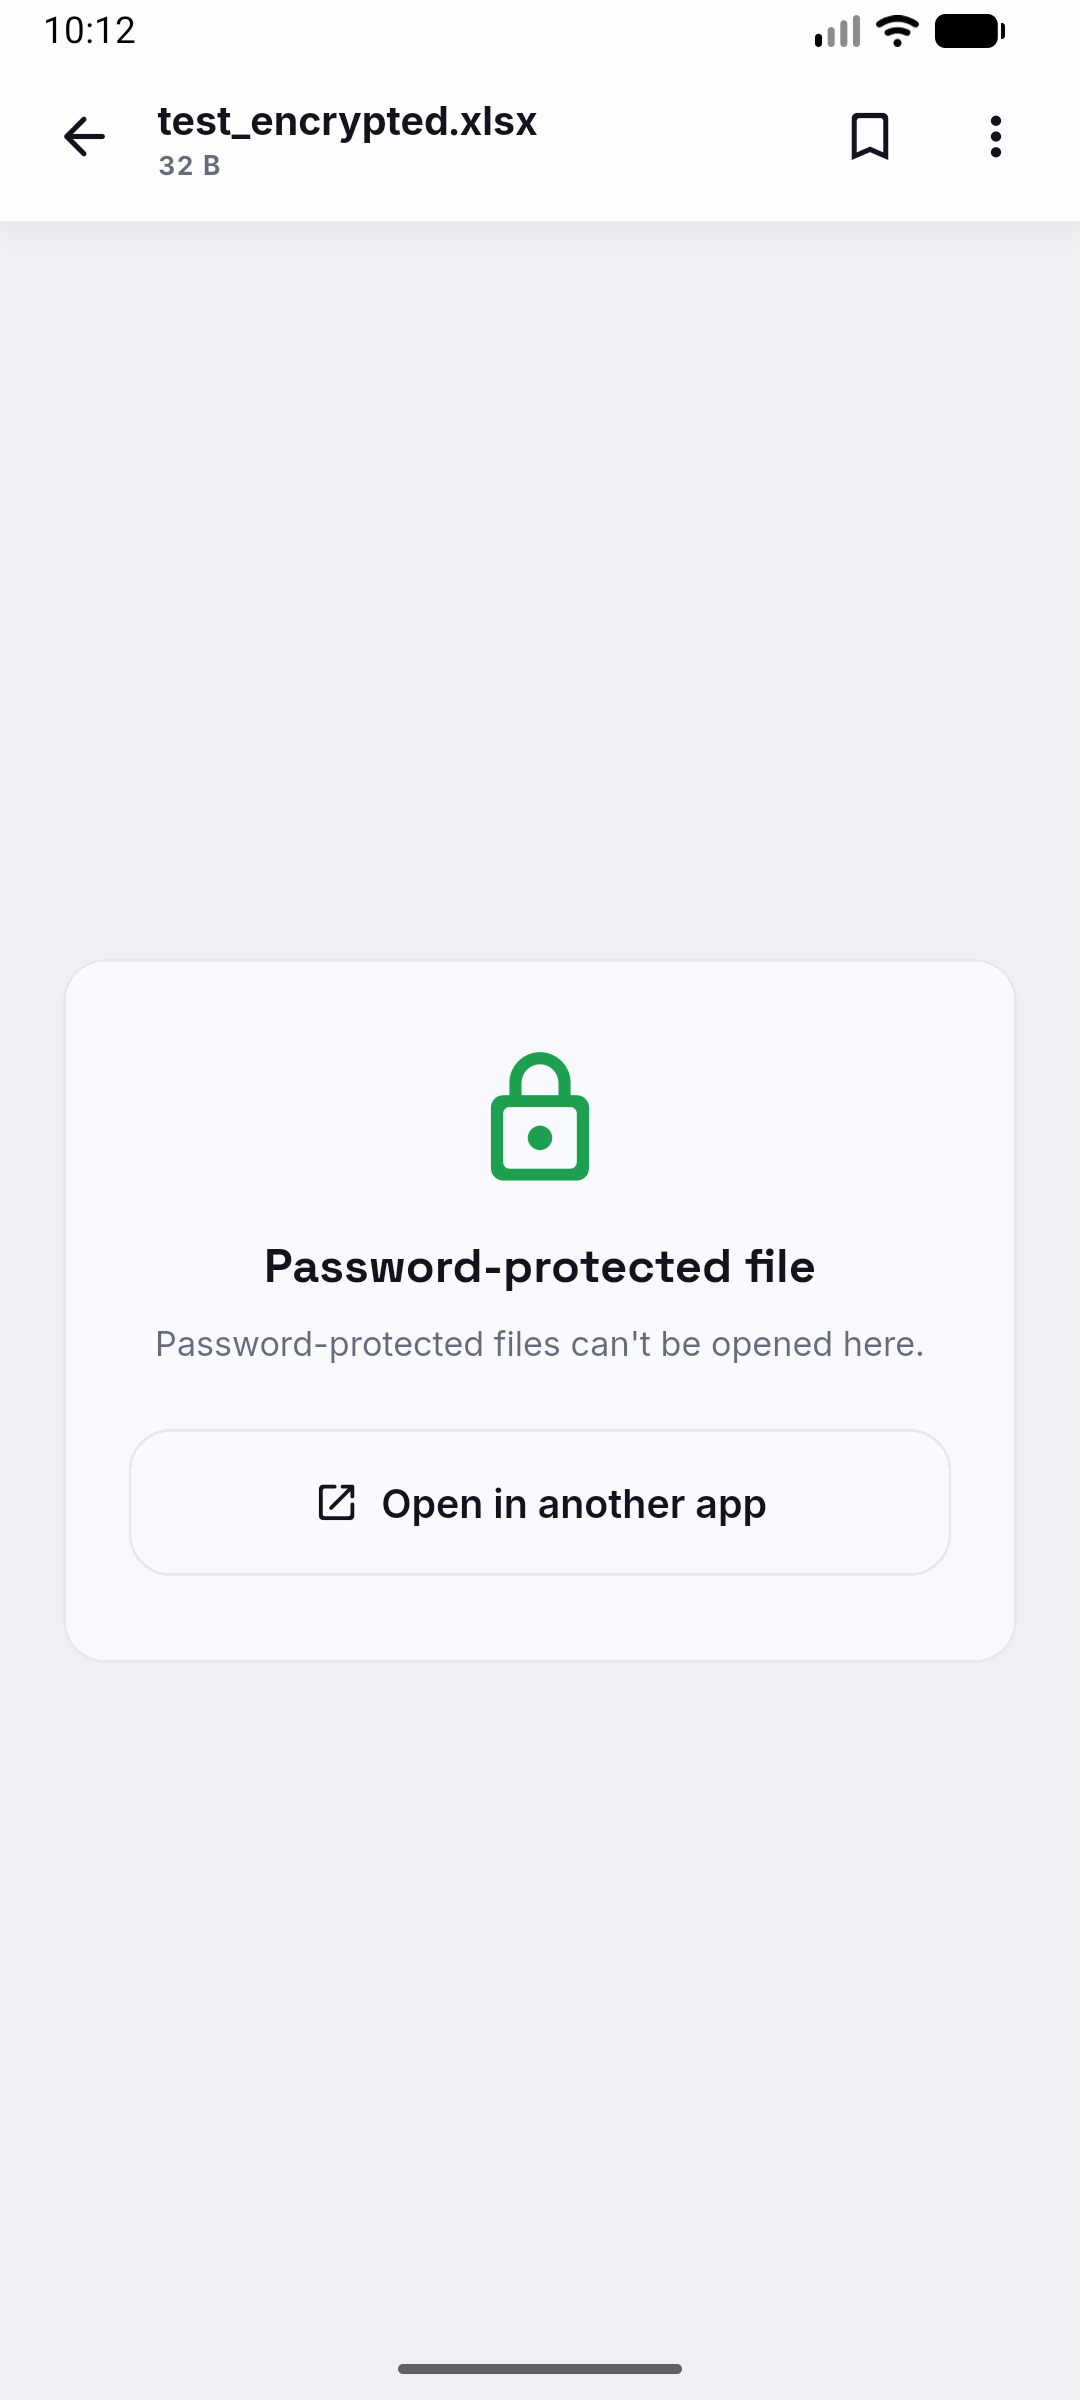 10:12
test_encrypted.xlsx
32 B
Password-protected file
Password-protected files can't be opened here.
Open in another app